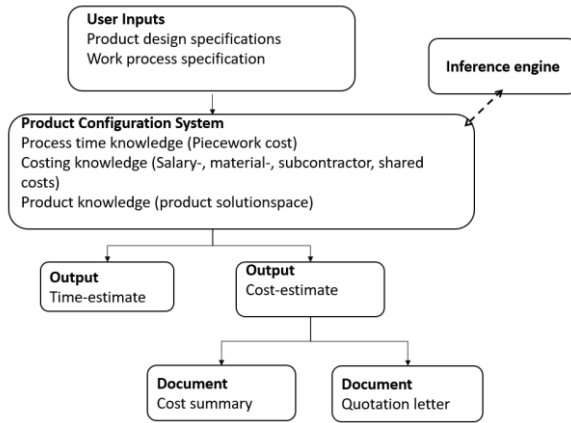 User Inputs
Product design specifications
Work process specification
Inference engine
Product Configuration System
Process time knowledge (Piecework cost)
Costing knowledge (Salary-, material-, subcontractor, shared
costs)
Product knowledge (product solutionspace)
Output
Time-estimate
Output
Cost-estimate
Document
Cost summary
Document
Quotation letter